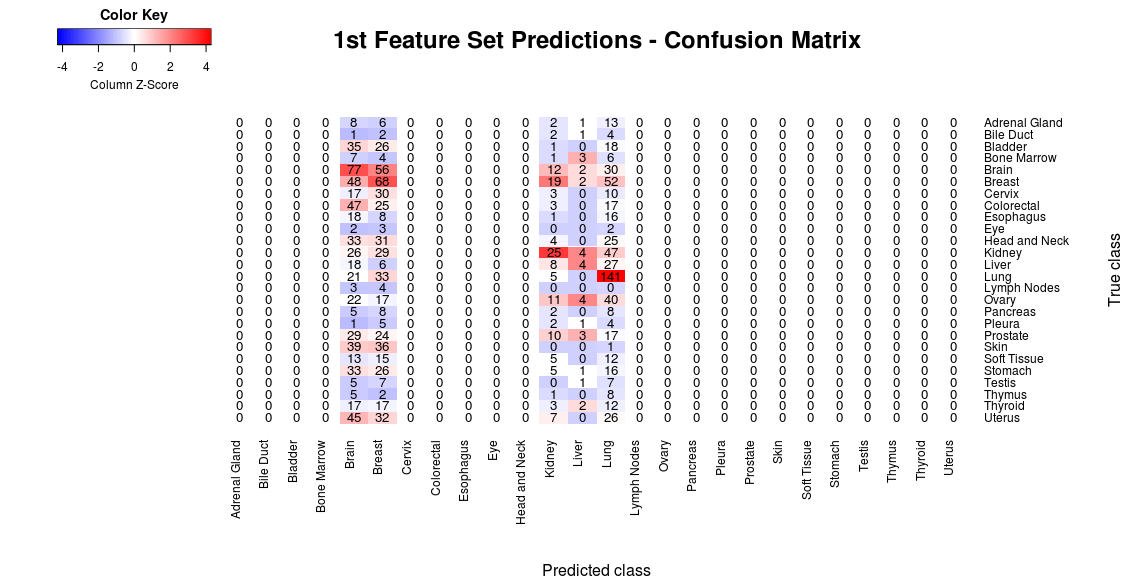 Color Key
-4 -2 0 2 4
Column Z-Score
1st Feature Set Predictions - Confusion Matrix
0 0 0 0 8 6 0 0 0 0 0 2 1 13 0 0 0 0 0 0 0 0 0 0 0 0 Adrenal Gland
0 0 0 0 1 2 0 0 0 0 0 2 1 4 0 0 0 0 0 0 0 0 0 0 0 0 Bile Duct
0 0 0 0 35 26 0 0 0 0 0 1 0 18 0 0 0 0 0 0 0 0 0 0 0 0 Bladder
0 0 0 0 7 4 0 0 0 0 0 1 3 6 0 0 0 0 0 0 0 0 0 0 0 0 Bone Marrow
0 0 0 0 77 56 0 0 0 0 0 12 2 30 0 0 0 0 0 0 0 0 0 0 0 0 Brain
0 0 0 0 48 68 0 0 0 0 0 19 2 52 0 0 0 0 0 0 0 0 0 0 0 0 Breast
0 0 0 0 17 30 0 0 0 0 0 3 0 10 0 0 0 0 0 0 0 0 0 0 0 0 Cervix
0 0 0 0 47 25 0 0 0 0 0 3 0 17 0 0 0 0 0 0 0 0 0 0 0 0 Colorectal
0 0 0 0 18 8 0 0 0 0 0 1 0 16 0 0 0 0 0 0 0 0 0 0 0 0 Esophagus
0 0 0 0 2 3 0 0 0 0 0 0 0 2 0 0 0 0 0 0 0 0 0 0 0 0 Eye
0 0 0 0 33 31 0 0 0 0 0 4 0 25 0 0 0 0 0 0 0 0 0 0 0 0 Head and Neck
0 0 0 0 26 29 0 0 0 0 0 25 4 47 0 0 0 0 0 0 0 0 0 0 0 0 Kidney
0 0 0 0 18 6 0 0 0 0 0 8 4 27 0 0 0 0 0 0 0 0 0 0 0 0 Liver
0 0 0 0 21 33 0 0 0 0 0 5 0 141 0 0 0 0 0 0 0 0 0 0 0 0 Lung
0 0 0 0 3 4 0 0 0 0 0 0 0 0 0 0 0 0 0 0 0 0 0 0 0 0 Lymph Nodes
0 0 0 0 22 17 0 0 0 0 0 11 4 40 0 0 0 0 0 0 0 0 0 0 0 0 Ovary
0 0 0 0 5 8 0 0 0 0 0 2 0 8 0 0 0 0 0 0 0 0 0 0 0 0 Pancreas
0 0 0 0 1 5 0 0 0 0 0 2 1 4 0 0 0 0 0 0 0 0 0 0 0 0 Pleura
0 0 0 0 29 24 0 0 0 0 0 10 3 17 0 0 0 0 0 0 0 0 0 0 0 0 Prostate
0 0 0 0 39 36 0 0 0 0 0 0 0 1 0 0 0 0 0 0 0 0 0 0 0 0 Skin
0 0 0 0 13 15 0 0 0 0 0 5 0 12 0 0 0 0 0 0 0 0 0 0 0 0 Soft Tissue
0 0 0 0 33 26 0 0 0 0 0 5 1 16 0 0 0 0 0 0 0 0 0 0 0 0 Stomach
0 0 0 0 5 7 0 0 0 0 0 0 1 7 0 0 0 0 0 0 0 0 0 0 0 0 Testis
0 0 0 0 5 2 0 0 0 0 0 1 0 8 0 0 0 0 0 0 0 0 0 0 0 0 Thymus
0 0 0 0 17 17 0 0 0 0 0 3 2 12 0 0 0 0 0 0 0 0 0 0 0 0 Thyroid
0 0 0 0 45 32 0 0 0 0 0 7 0 26 0 0 0 0 0 0 0 0 0 0 0 0 Uterus
True class
Adrenal Gland
Bile Duct
Bladder
Bone Marrow
Brain
Breast
Cervix
Colorectal
Esophagus
Eye
Head and Neck
Kidney
Liver
Lung
Lymph Nodes
Ovary
Pancreas
Pleura
Prostate
Skin
Soft Tissue
Stomach
Testis
Thymus
Thyroid
Uterus
Predicted class